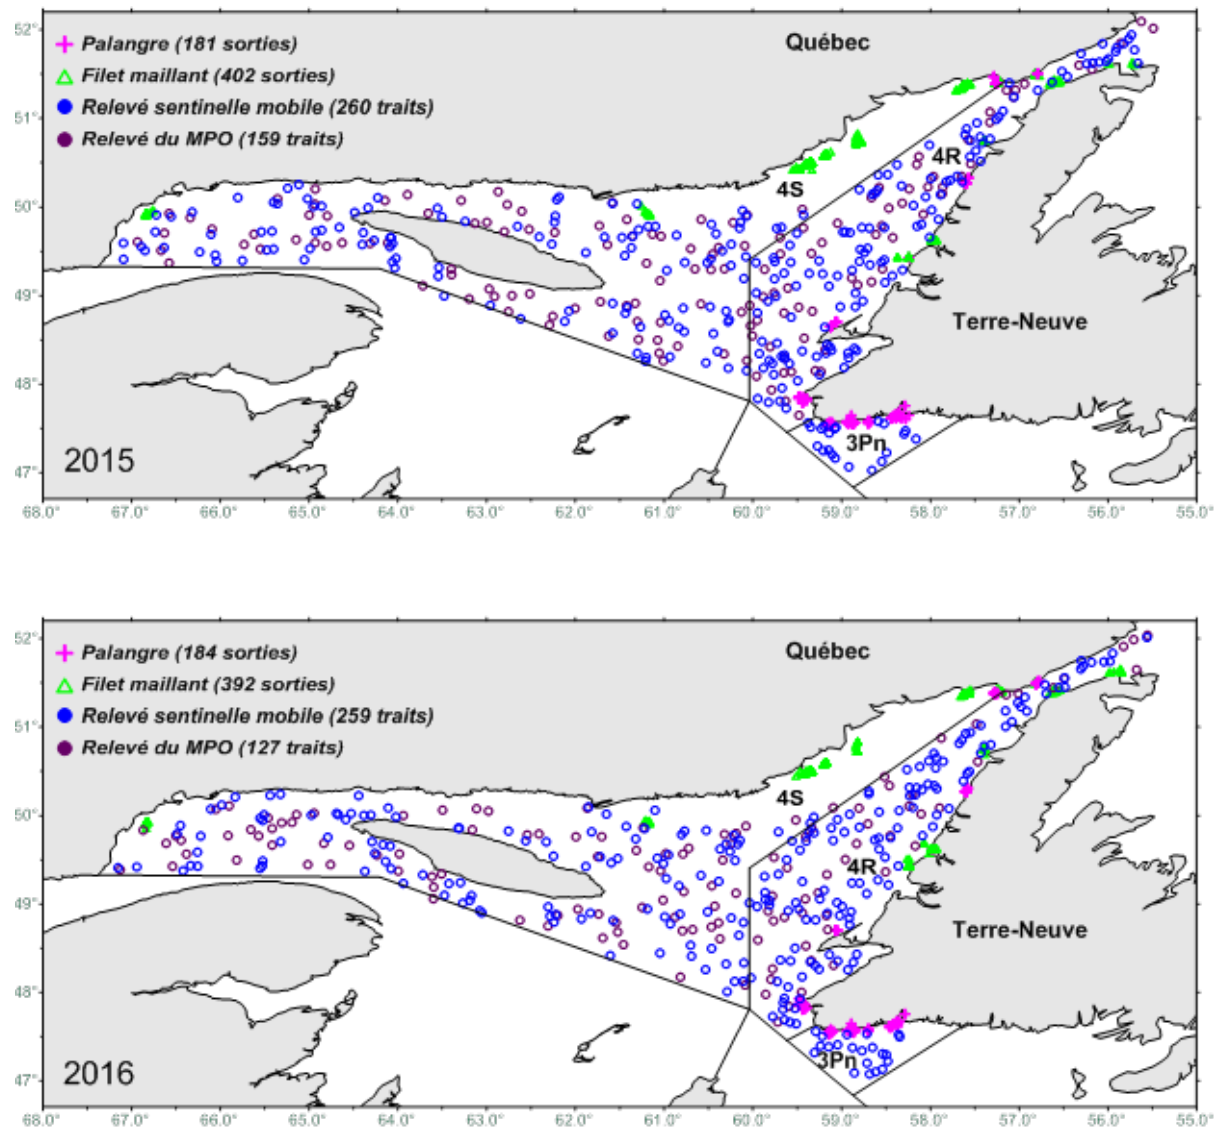 52°
51°
50°
49°
48°
47°
Palangre (181 sorties)
Filet maillant (402 sorties)
Relevé sentinelle mobile (260 traits)
Relevé du MPO (159 traits)
Québec
4R
4S
Terre-Neuve
3Pn
2015
68.0° 67.0° 66.0° 65.0° 64.0° 63.0° 62.0° 61.0° 60.0° 59.0° 58.0° 57.0° 56.0° 55.0°
52°
51°
50°
49°
48°
47°
Palangre (184 sorties)
Filet maillant (392 sorties)
Relevé sentinelle mobile (259 traits)
Relevé du MPO (127 traits)
Québec
4S
4R
Terre-Neuve
3Pn
2016
68.0° 67.0° 66.0° 65.0° 64.0° 63.0° 62.0° 61.0° 60.0° 59.0° 58.0° 57.0° 56.0° 55.0°